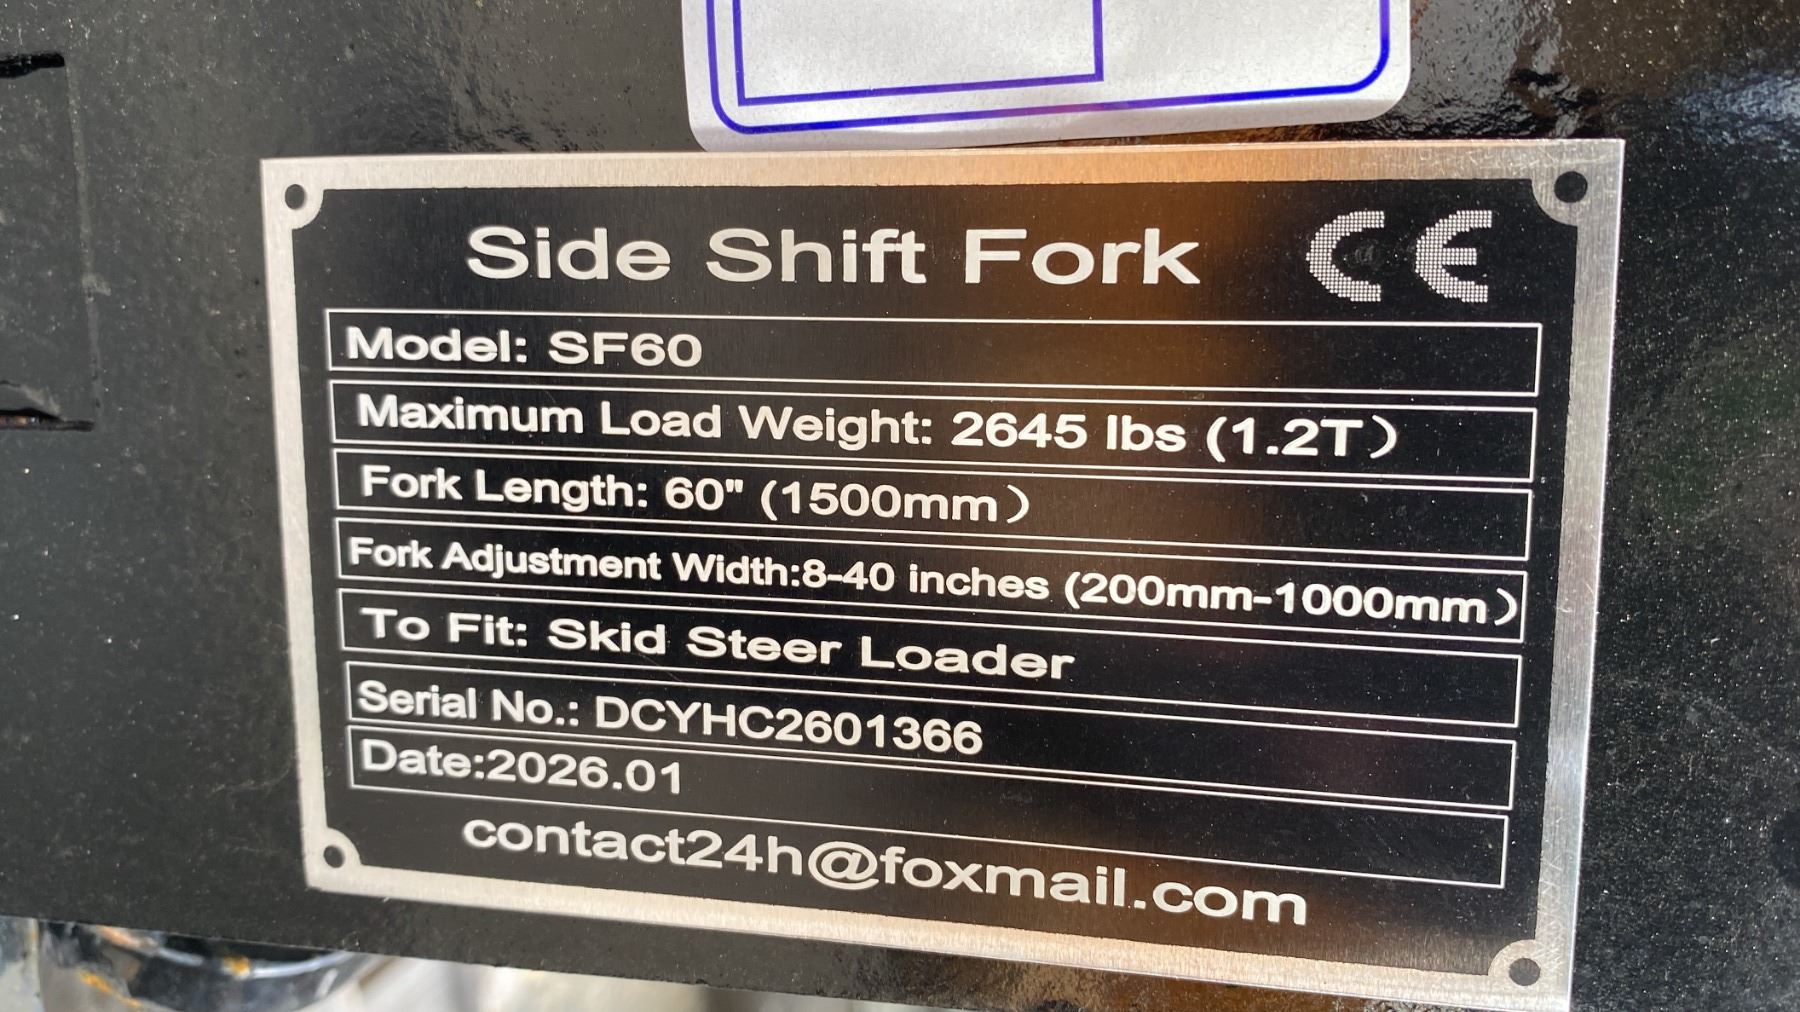 Side Shift Fork CE
Model: SF60
Maximum Load Weight: 2645 lbs (1.2T）
Fork Length: 60" (1500mm）
Fork Adjustment Width:8-40 inches (200mm-1000mm）
To Fit: Skid Steer Loader
Serial No.: DCYHC2601366
Date:2026.01
contact24h@foxmail.com